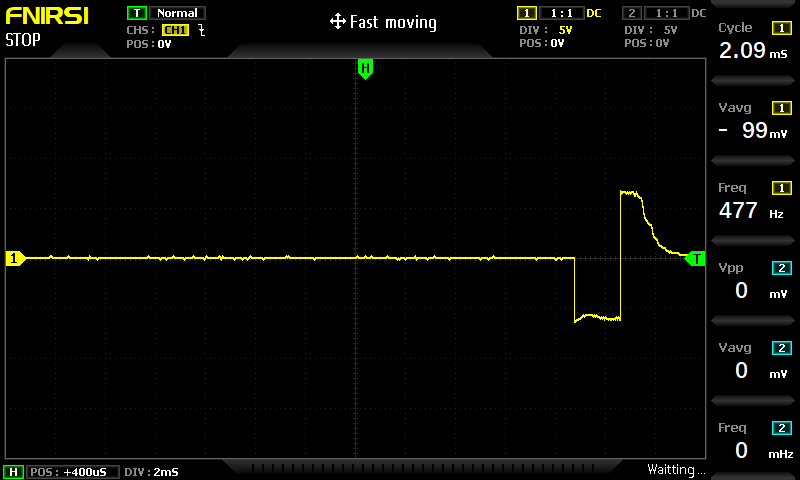 FNIRSI
STOP
T Normal
CHS: CH1
POS: 0V
Fast moving
1 1:1 DC
DIV: 5V
POS: 0V
2 1:1 DC
DIV: 5V
POS: 0V
H
1
T
Cycle 1
2.09 mS
Vavg 1
- 99 mV
Freq 1
477 Hz
Vpp 2
0 mV
Vavg 2
0 mV
Freq 2
0 mHz
H POS: +400uS DIV: 2mS
Waitting...